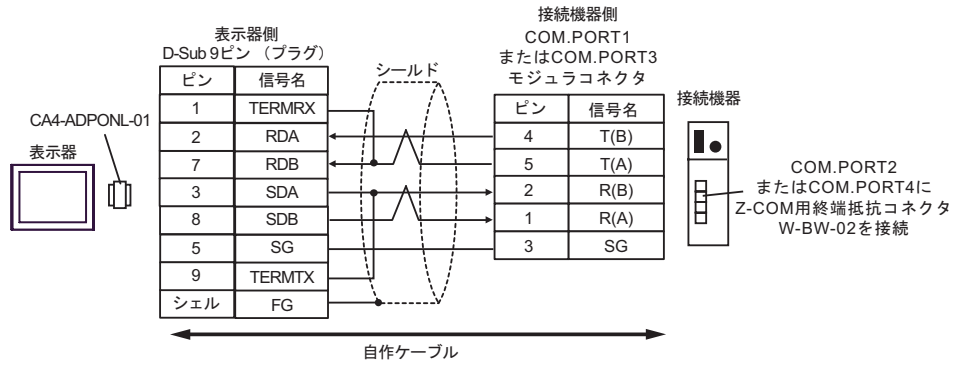 接続機器側
COM.PORT1
またはCOM.PORT3
モジュラコネクタ
表示器側
D-Sub 9ピン （プラグ）
シールド
接続機器
ピン 信号名
1 TERMRX
2 RDA
7 RDB
3 SDA
8 SDB
5 SG
9 TERMTX
シェル FG
ピン 信号名
4 T(B)
5 T(A)
2 R(B)
1 R(A)
3 SG
CA4-ADPONL-01
表示器
COM.PORT2
またはCOM.PORT4に
Z-COM用終端抵抗コネクタ
W-BW-02を接続
自作ケーブル